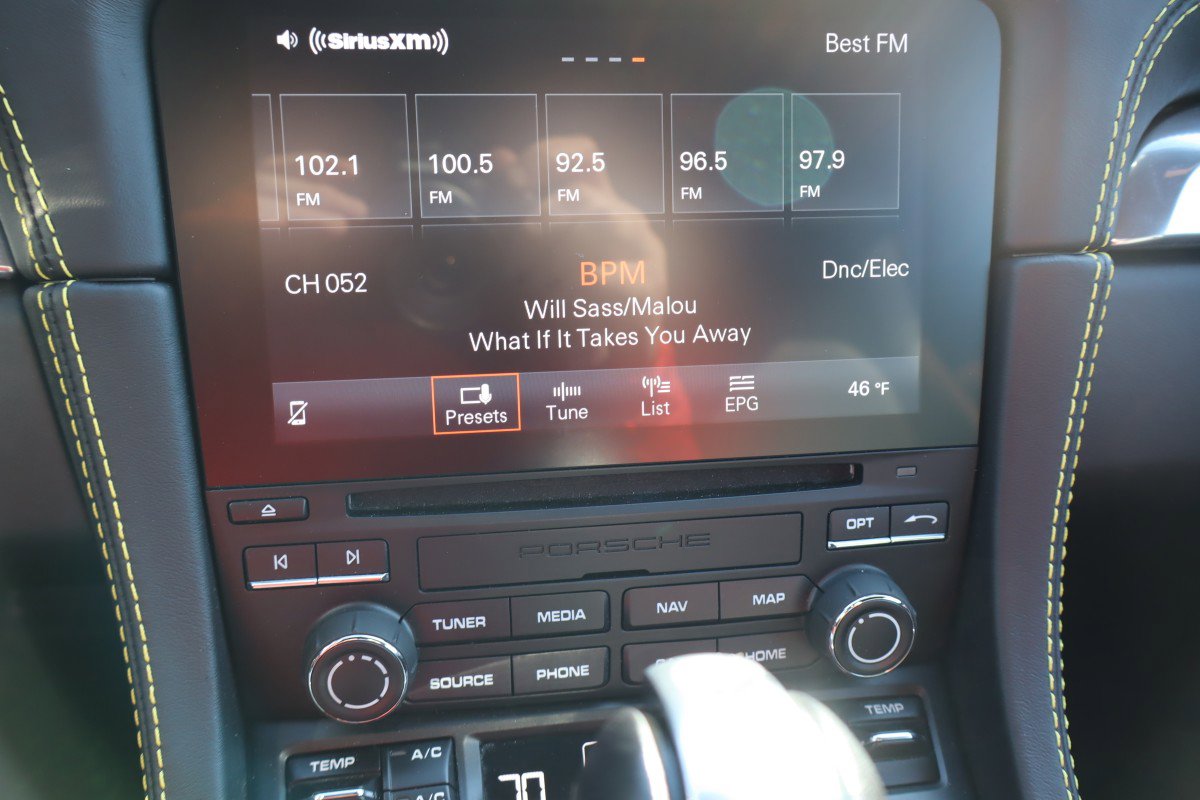 SiriusXM Best FM
102.1 100.5 92.5 96.5 97.9
FM FM FM FM FM
CH 052 BPM Dnc/Elec
Will Sass/Malou
What If It Takes You Away
Presets Tune List EPG 46 °F
PORSCHE OPT
TUNER MEDIA NAV MAP
SOURCE PHONE HOME
TEMP A/C TEMP
70
A/C